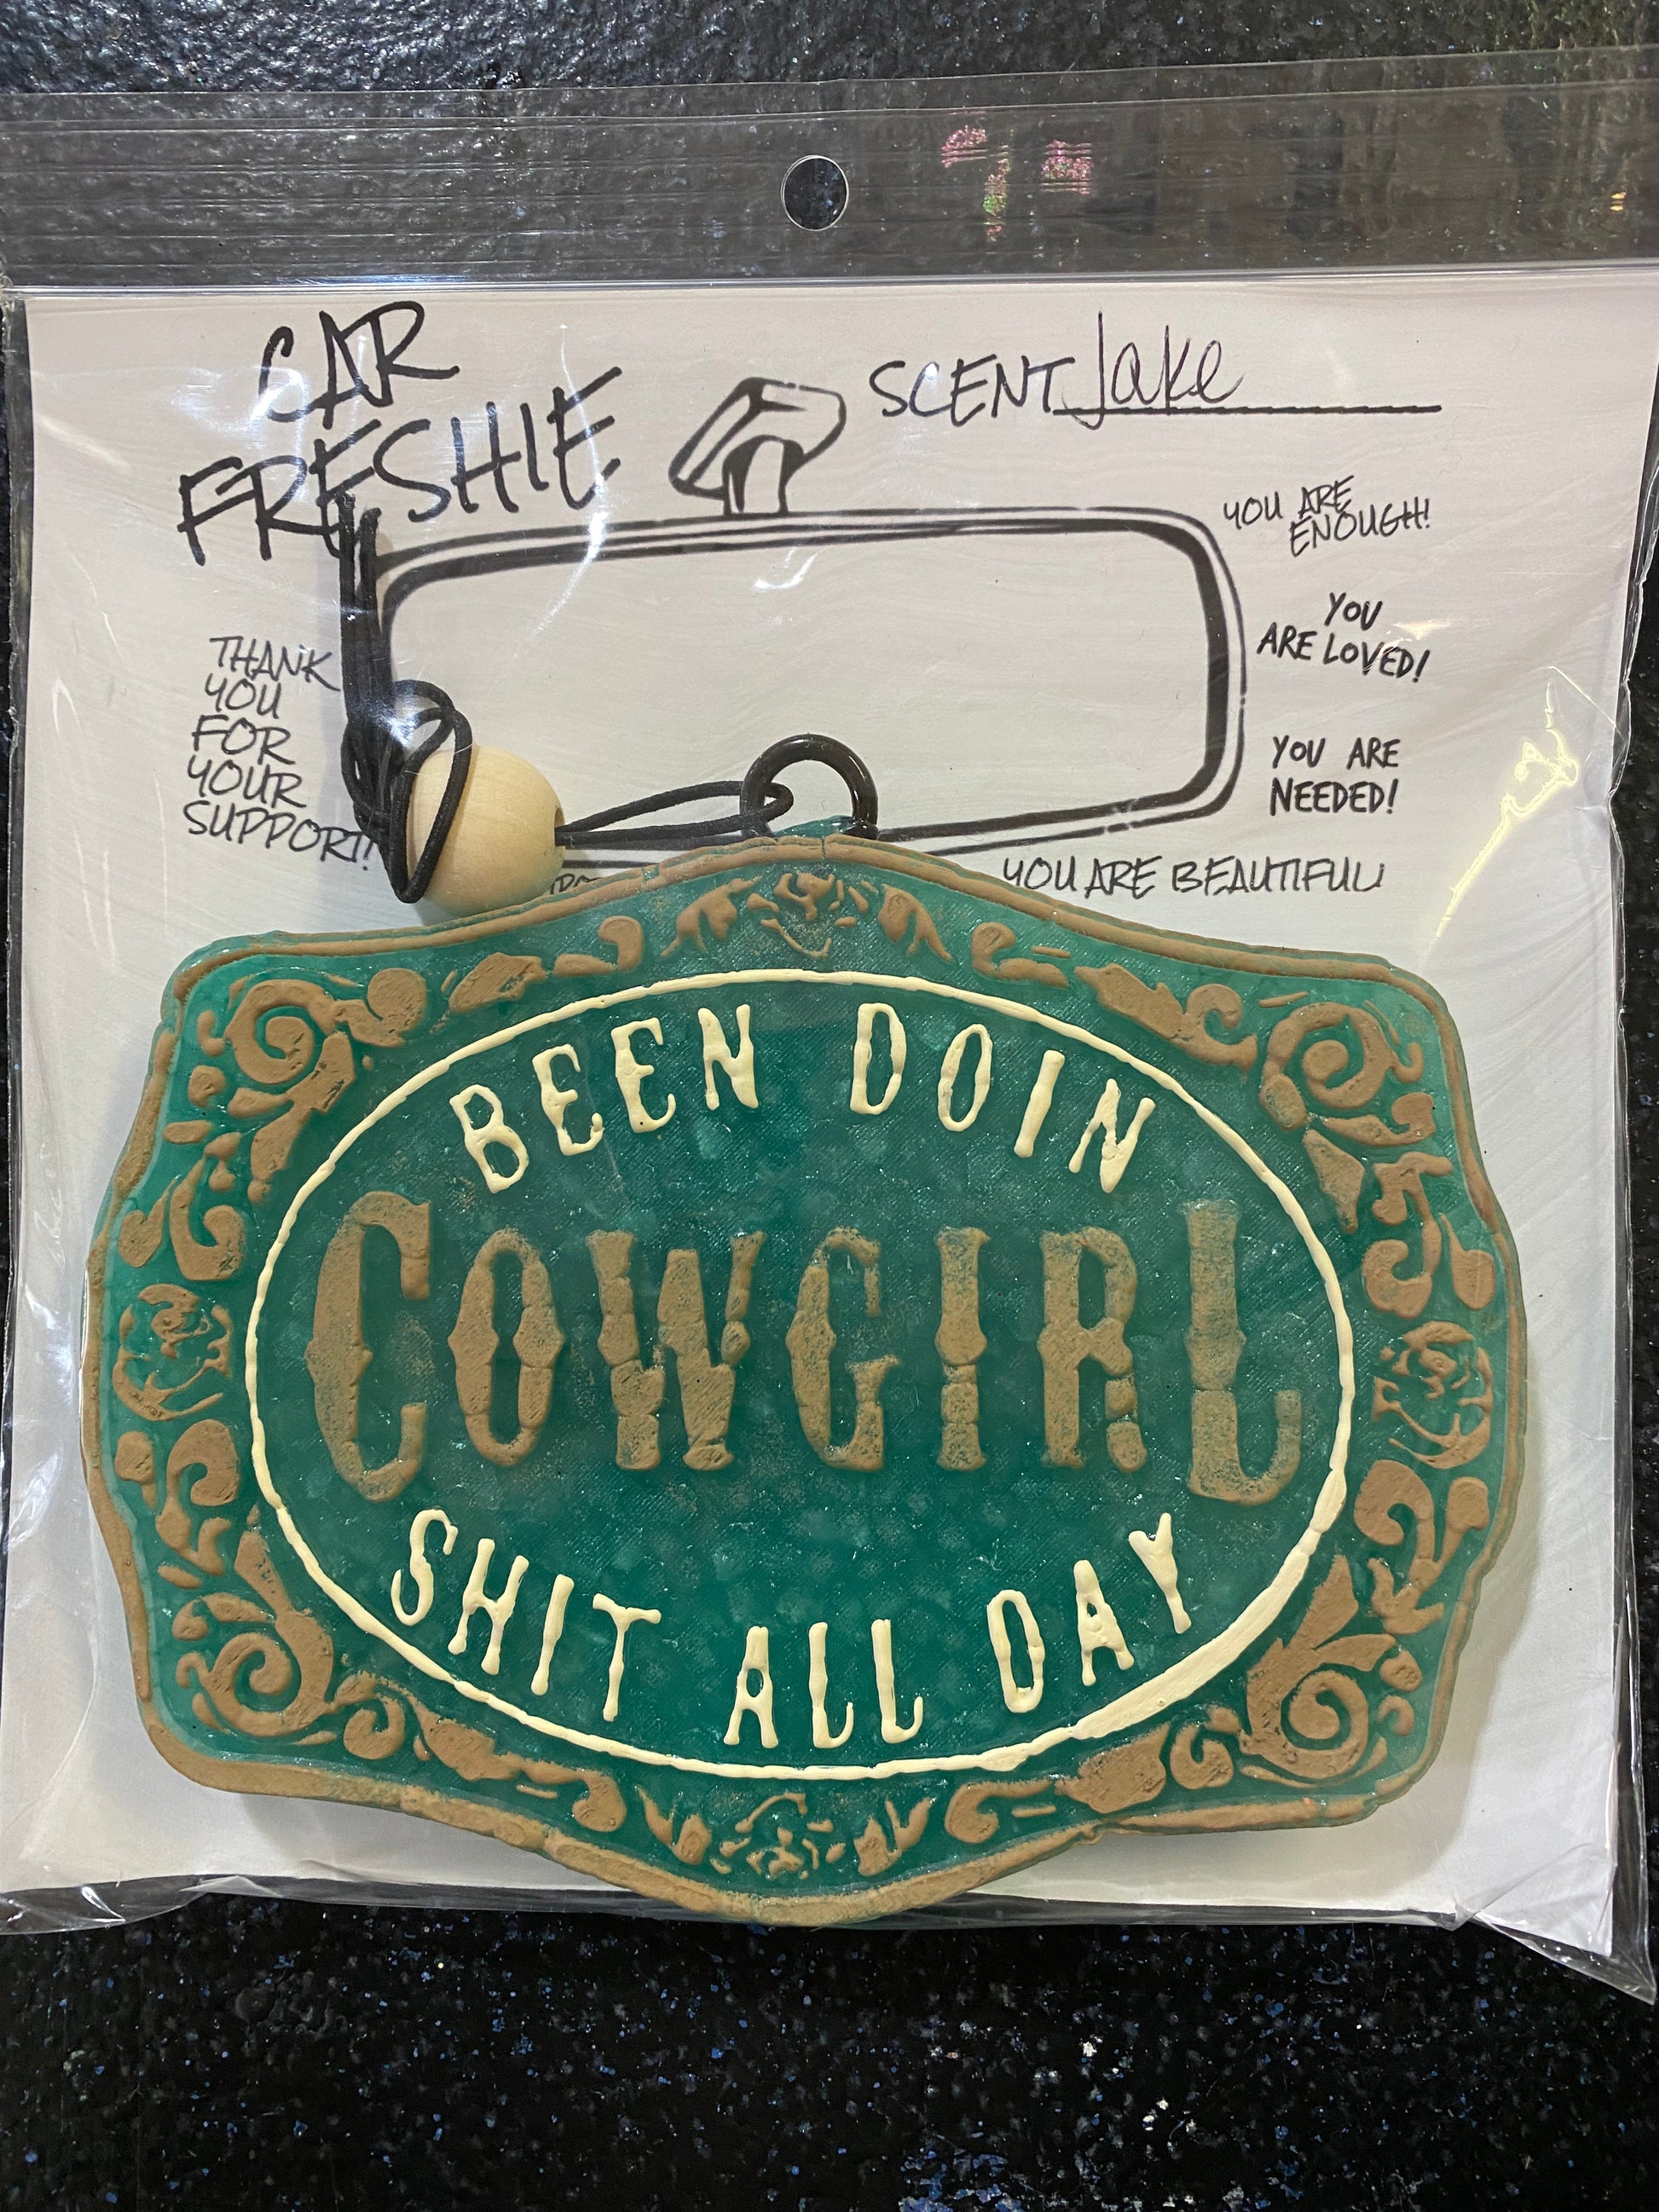 CAR
FRESHIE
SCENT Jake
YOU ARE
ENOUGH!
YOU
ARE LOVED!
YOU ARE
NEEDED!
YOU ARE BEAUTIFUL!
THANK
YOU
FOR
YOUR
SUPPORT!
BEEN DOIN
COWGIRL
SHIT ALL DAY